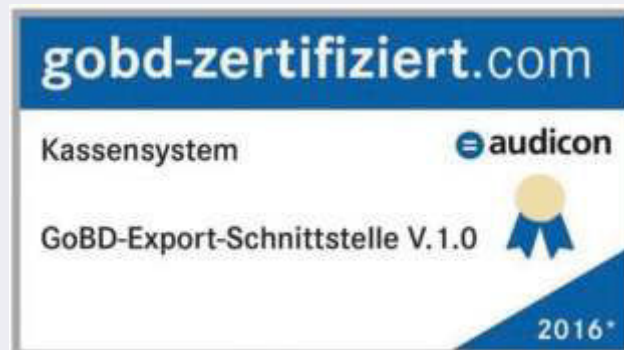 gobd-zertifiziert.com
Kassensystem
audicon
GoBD-Export-Schnittstelle V.1.0
2016*